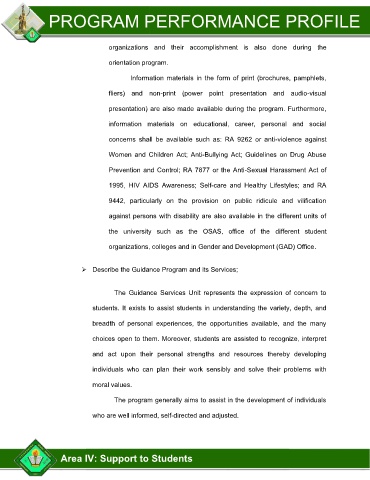 PROGRAM PERFORMANCE PROFILE
organizations and their accomplishment is also done during the
orientation program.
Information materials in the form of print (brochures, pamphlets,
fliers) and non-print (power point presentation and audio-visual
presentation) are also made available during the program. Furthermore,
information materials on educational, career, personal and social
concerns shall be available such as: RA 9262 or anti-violence against
Women and Children Act; Anti-Bullying Act; Guidelines on Drug Abuse
Prevention and Control; RA 7877 or the Anti-Sexual Harassment Act of
1995, HIV AIDS Awareness; Self-care and Healthy Lifestyles; and RA
9442, particularly on the provision on public ridicule and vilification
against persons with disability are also available in the different units of
the university such as the OSAS, office of the different student
organizations, colleges and in Gender and Development (GAD) Office.
➢ Describe the Guidance Program and its Services;
The Guidance Services Unit represents the expression of concern to
students. It exists to assist students in understanding the variety, depth, and
breadth of personal experiences, the opportunities available, and the many
choices open to them. Moreover, students are assisted to recognize, interpret
and act upon their personal strengths and resources thereby developing
individuals who can plan their work sensibly and solve their problems with
moral values.
The program generally aims to assist in the development of individuals
who are well informed, self-directed and adjusted.
Area IV: Support to Students